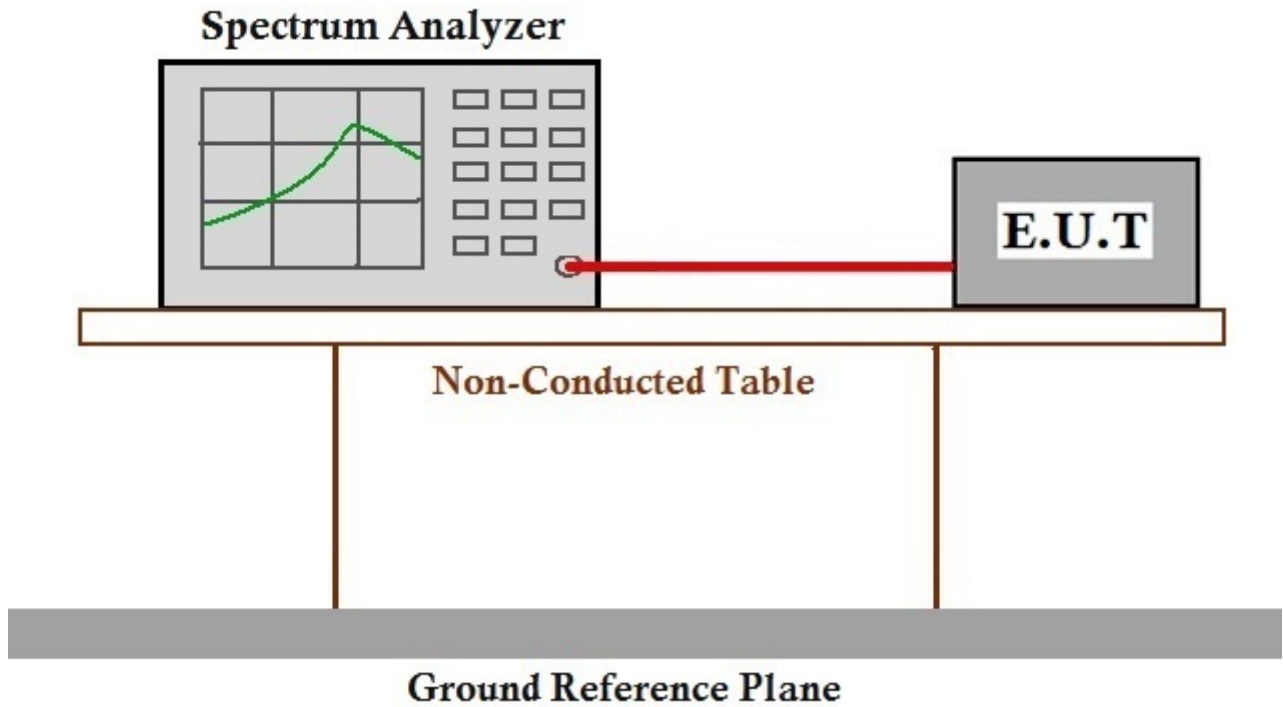 Spectrum Analyzer
E.U.T
Non-Conducted Table
Ground Reference Plane